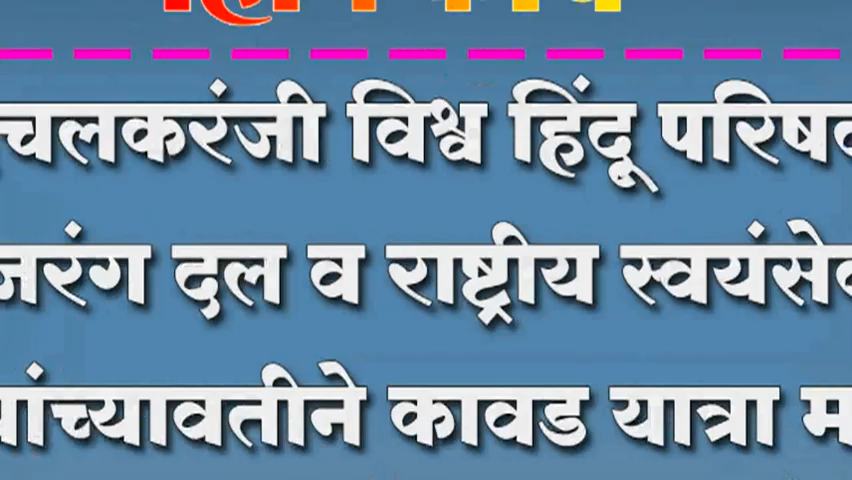 चलकरंजी विश्व हिंदू परिषद
जरंग दल व राष्ट्रीय स्वयंसेव
यांच्यावतीने कावड यात्रा म